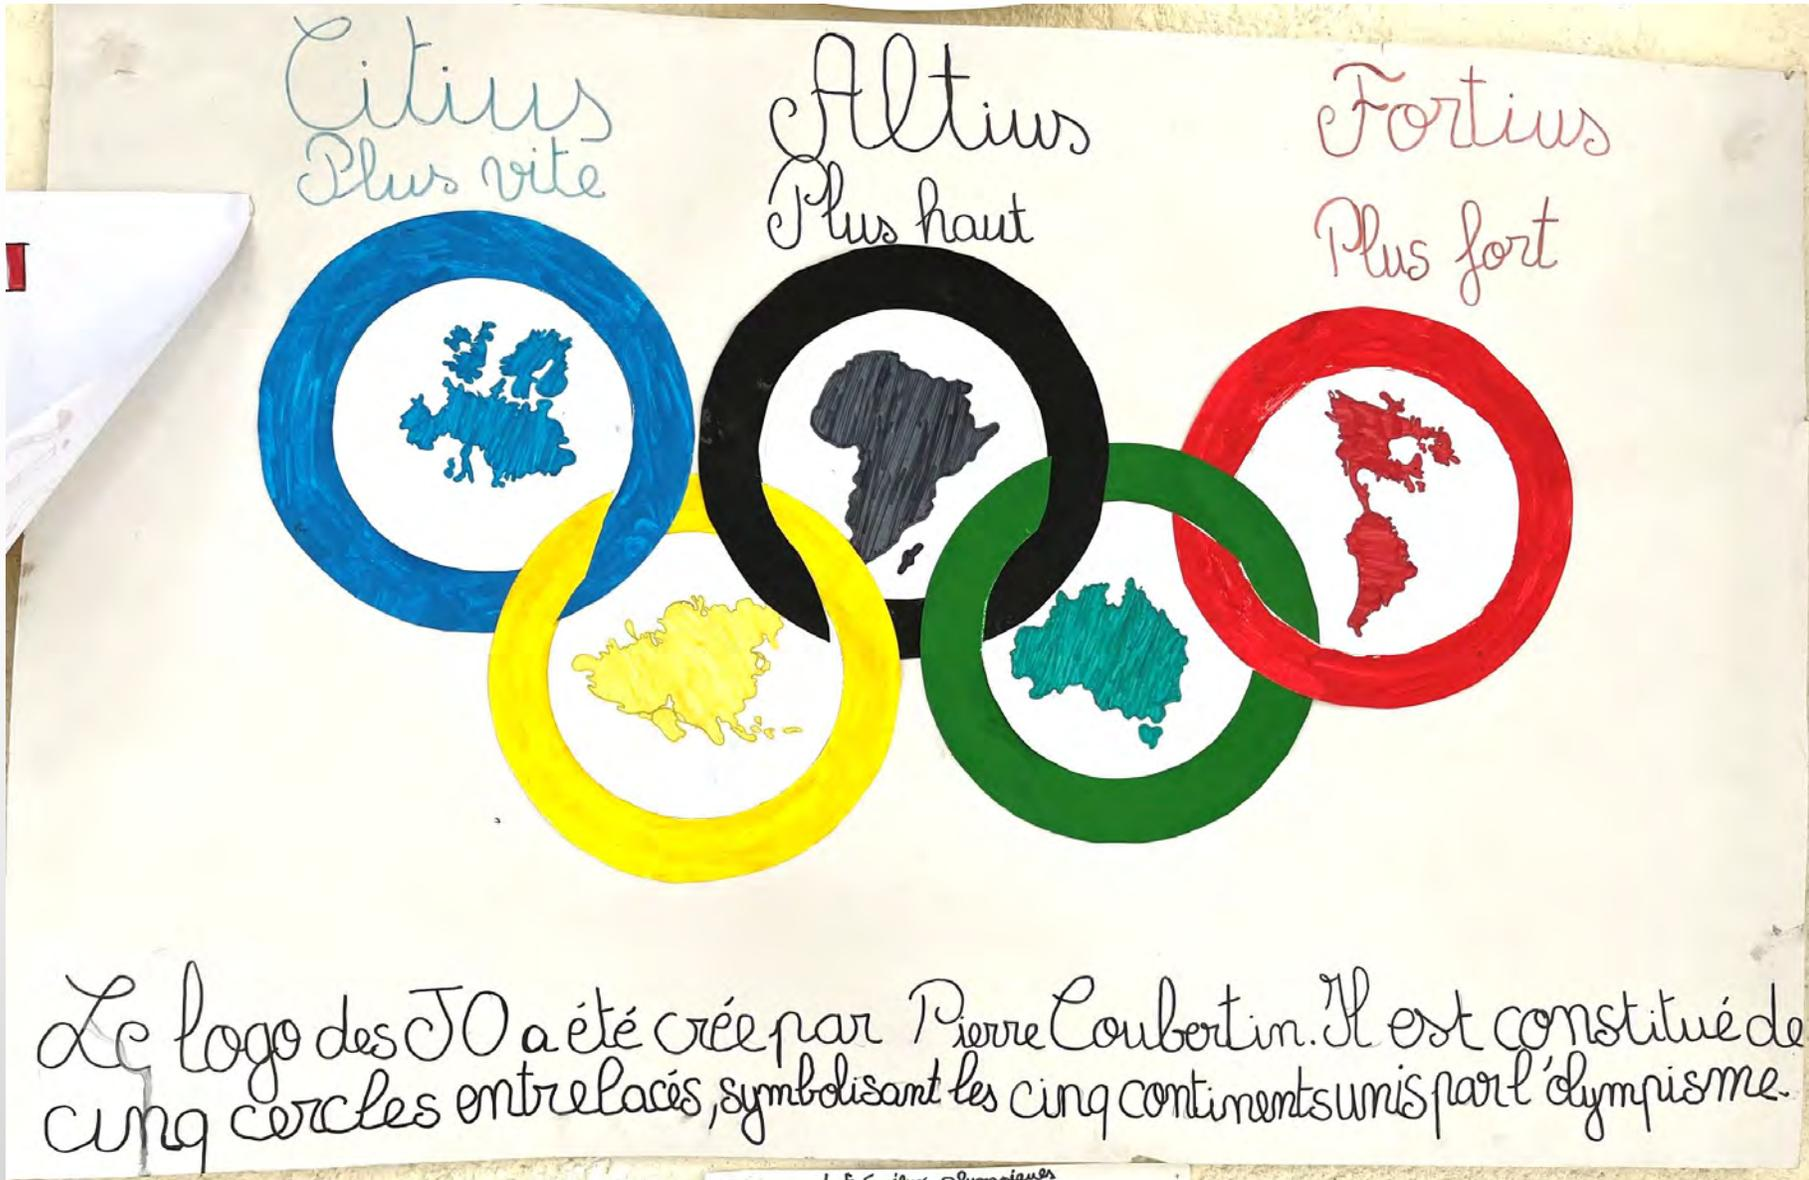 Citius
Plus vite
Altius
Plus haut
Fortius
Plus fort
Le logo des JO a été crée par Pierre Coubertin. Il est constitué de
cinq cercles entrelacés, symbolisant les cinq continents unis par l'olympisme.
olympiques